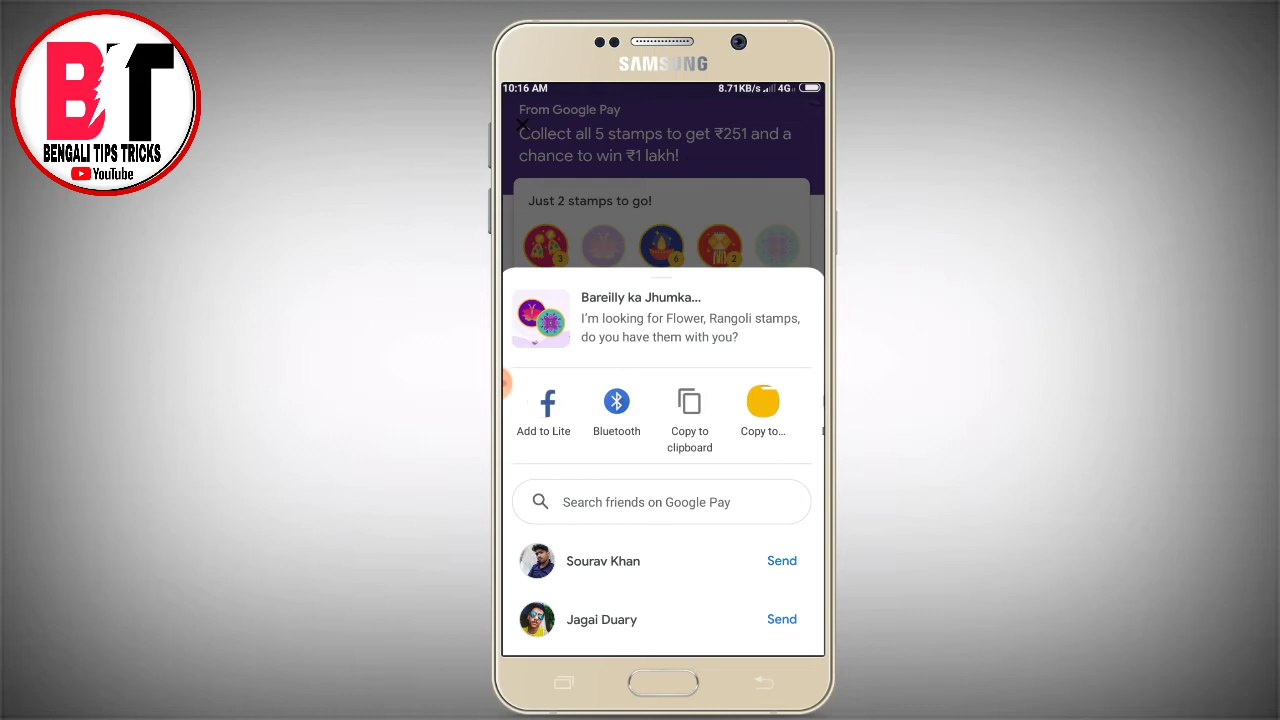 BT
BENGALI TIPS TRICKS
YouTube
SAMSUNG
10:16 AM
8.71KB/s 4G
From Google Pay
Collect all 5 stamps to get ₹251 and a
chance to win ₹1 lakh!
Just 2 stamps to go!
3
6
2
Bareilly ka Jhumka...
I'm looking for Flower, Rangoli stamps,
do you have them with you?
Add to Lite
Bluetooth
Copy to
clipboard
Copy to...
Search friends on Google Pay
Sourav Khan
Send
Jagai Duary
Send